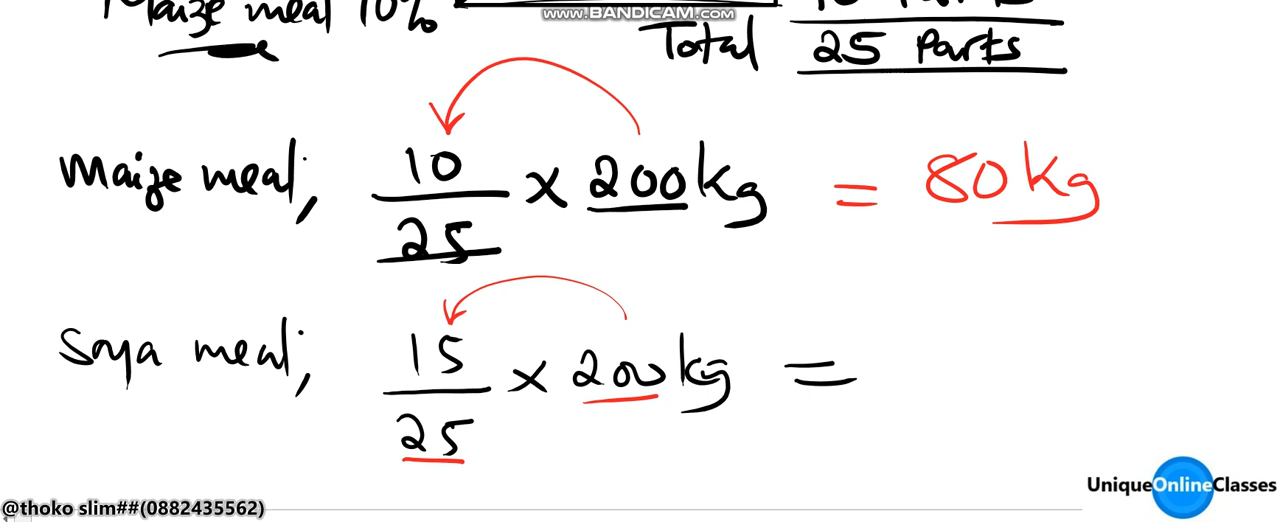 Maize meal 10%
www.BANDICAM.com
Total 25 Parts
Maize meal; 10/25 × 200kg = 80kg
Soya meal; 15/25 × 200kg =
UniqueOnlineClasses
@thoko slim##(0882435562)